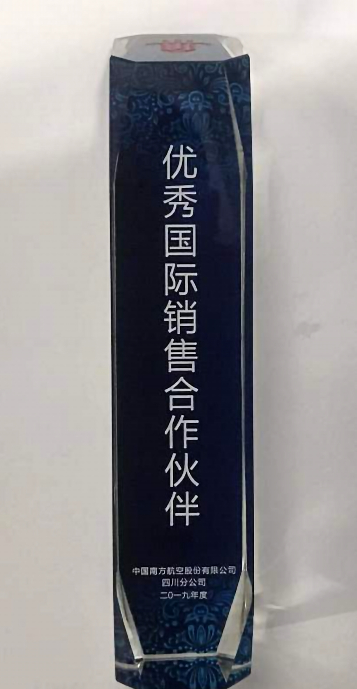 优秀国际销售合作伙伴
中国南方航空股份有限公司
四川分公司
二〇一九年度